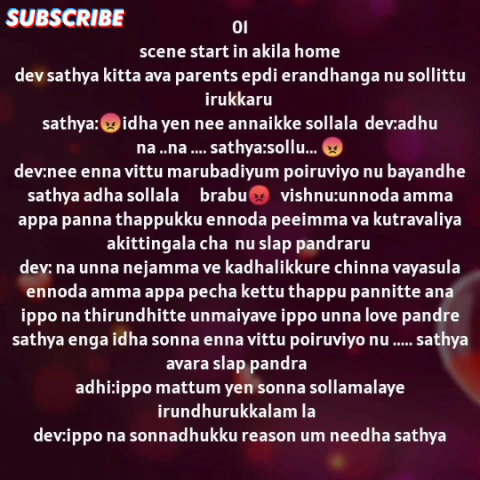 SUBSCRIBE
01
scene start in akila home
dev sathya kitta ava parents epdi erandhanga nu sollittu
irukkaru
sathya:😡idha yen nee annaikke sollala dev:adhu
na ..na .... sathya:sollu... 😡
dev:nee enna vittu marubadiyum poiruviyo nu bayandhe
sathya adha sollala brabu😡 vishnu:unnoda amma
appa panna thappukku ennoda peeimma va kutravaliya
akittingala cha nu slap pandraru
dev: na unna nejamma ve kadhalikkure chinna vayasula
ennoda amma appa pecha kettu thappu pannitte ana
ippo na thirundhitte unmaiyave ippo unna love pandre
sathya enga idha sonna enna vittu poiruviyo nu ..... sathya
avara slap pandra
adhi:ippo mattum yen sonna sollamalaye
irundhurukkalam la
dev:ippo na sonnadhukku reason um needha sathya